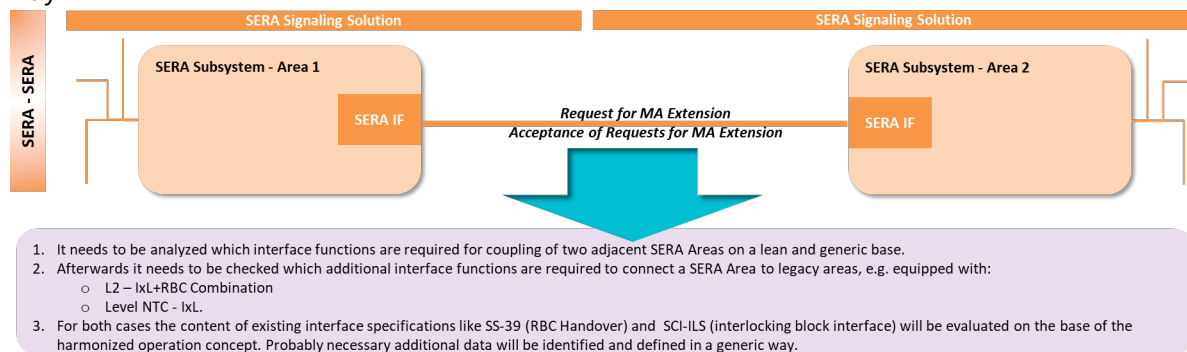 SERA Signaling Solution
SERA Signaling Solution
SERA - SERA
SERA Subsystem - Area 1
SERA Subsystem - Area 2
SERA IF
Request for MA Extension
Acceptance of Requests for MA Extension
SERA IF
1. It needs to be analyzed which interface functions are required for coupling of two adjacent SERA Areas on a lean and generic base.
2. Afterwards it needs to be checked which additional interface functions are required to connect a SERA Area to legacy areas, e.g. equipped with:
o L2 – IxL+RBC Combination
o Level NTC - IxL.
3. For both cases the content of existing interface specifications like SS-39 (RBC Handover) and SCI-ILS (interlocking block interface) will be evaluated on the base of the
harmonized operation concept. Probably necessary additional data will be identified and defined in a generic way.